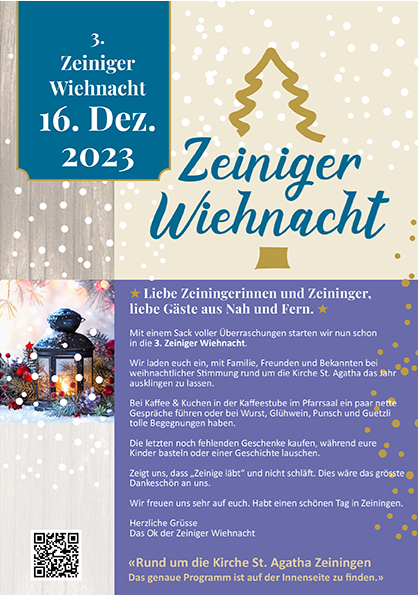 3.
Zeiniger
Wiehnacht
16. Dez.
2023
Zeiniger
Wiehnacht
★ Liebe Zeiningerinnen und Zeininger,
liebe Gäste aus Nah und Fern. ★
Mit einem Sack voller Überraschungen starten wir nun schon
in die 3. Zeiniger Wiehnacht.
Wir laden euch ein, mit Familie, Freunden und Bekannten bei
weihnachtlicher Stimmung rund um die Kirche St. Agatha das Jahr
ausklingen zu lassen.
Bei Kaffee & Kuchen in der Kaffeestube im Pfarrsaal ein paar nette
Gespräche führen oder bei Wurst, Glühwein, Punsch und Guetzli
tolle Begegnungen haben.
Die letzten noch fehlenden Geschenke kaufen, während eure
Kinder basteln oder einer Geschichte lauschen.
Zeigt uns, dass „Zeinige läbt“ und nicht schläft. Dies wäre das grösste
Dankeschön an uns.
Wir freuen uns sehr auf euch. Habt einen schönen Tag in Zeiningen.
Herzliche Grüsse
Das Ok der Zeiniger Wiehnacht
«Rund um die Kirche St. Agatha Zeiningen
Das genaue Programm ist auf der Innenseite zu finden.»